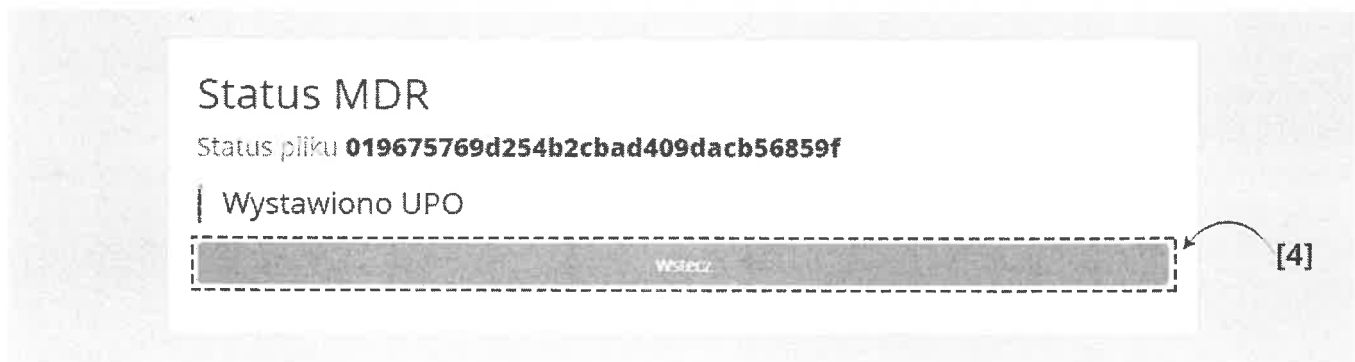 Status MDR
Status pliku 019675769d254b2cbad409dacb56859f
Wystawiono UPO
Wstecz
[4]